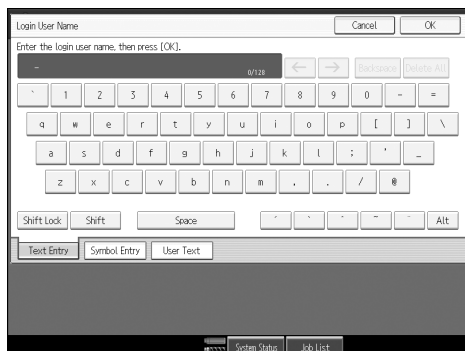 Login User Name Cancel OK
Enter the login user name, then press [OK].
_ 0/128 ← → Backspace Delete All
` 1 2 3 4 5 6 7 8 9 0 - =
q w e r t y u i o p [ ] \
a s d f g h j k l ; ' _
z x c v b n m , . / @
Shift Lock Shift Space ´ ` ^ ~ ¨ Alt
Text Entry Symbol Entry User Text
System Status Job List